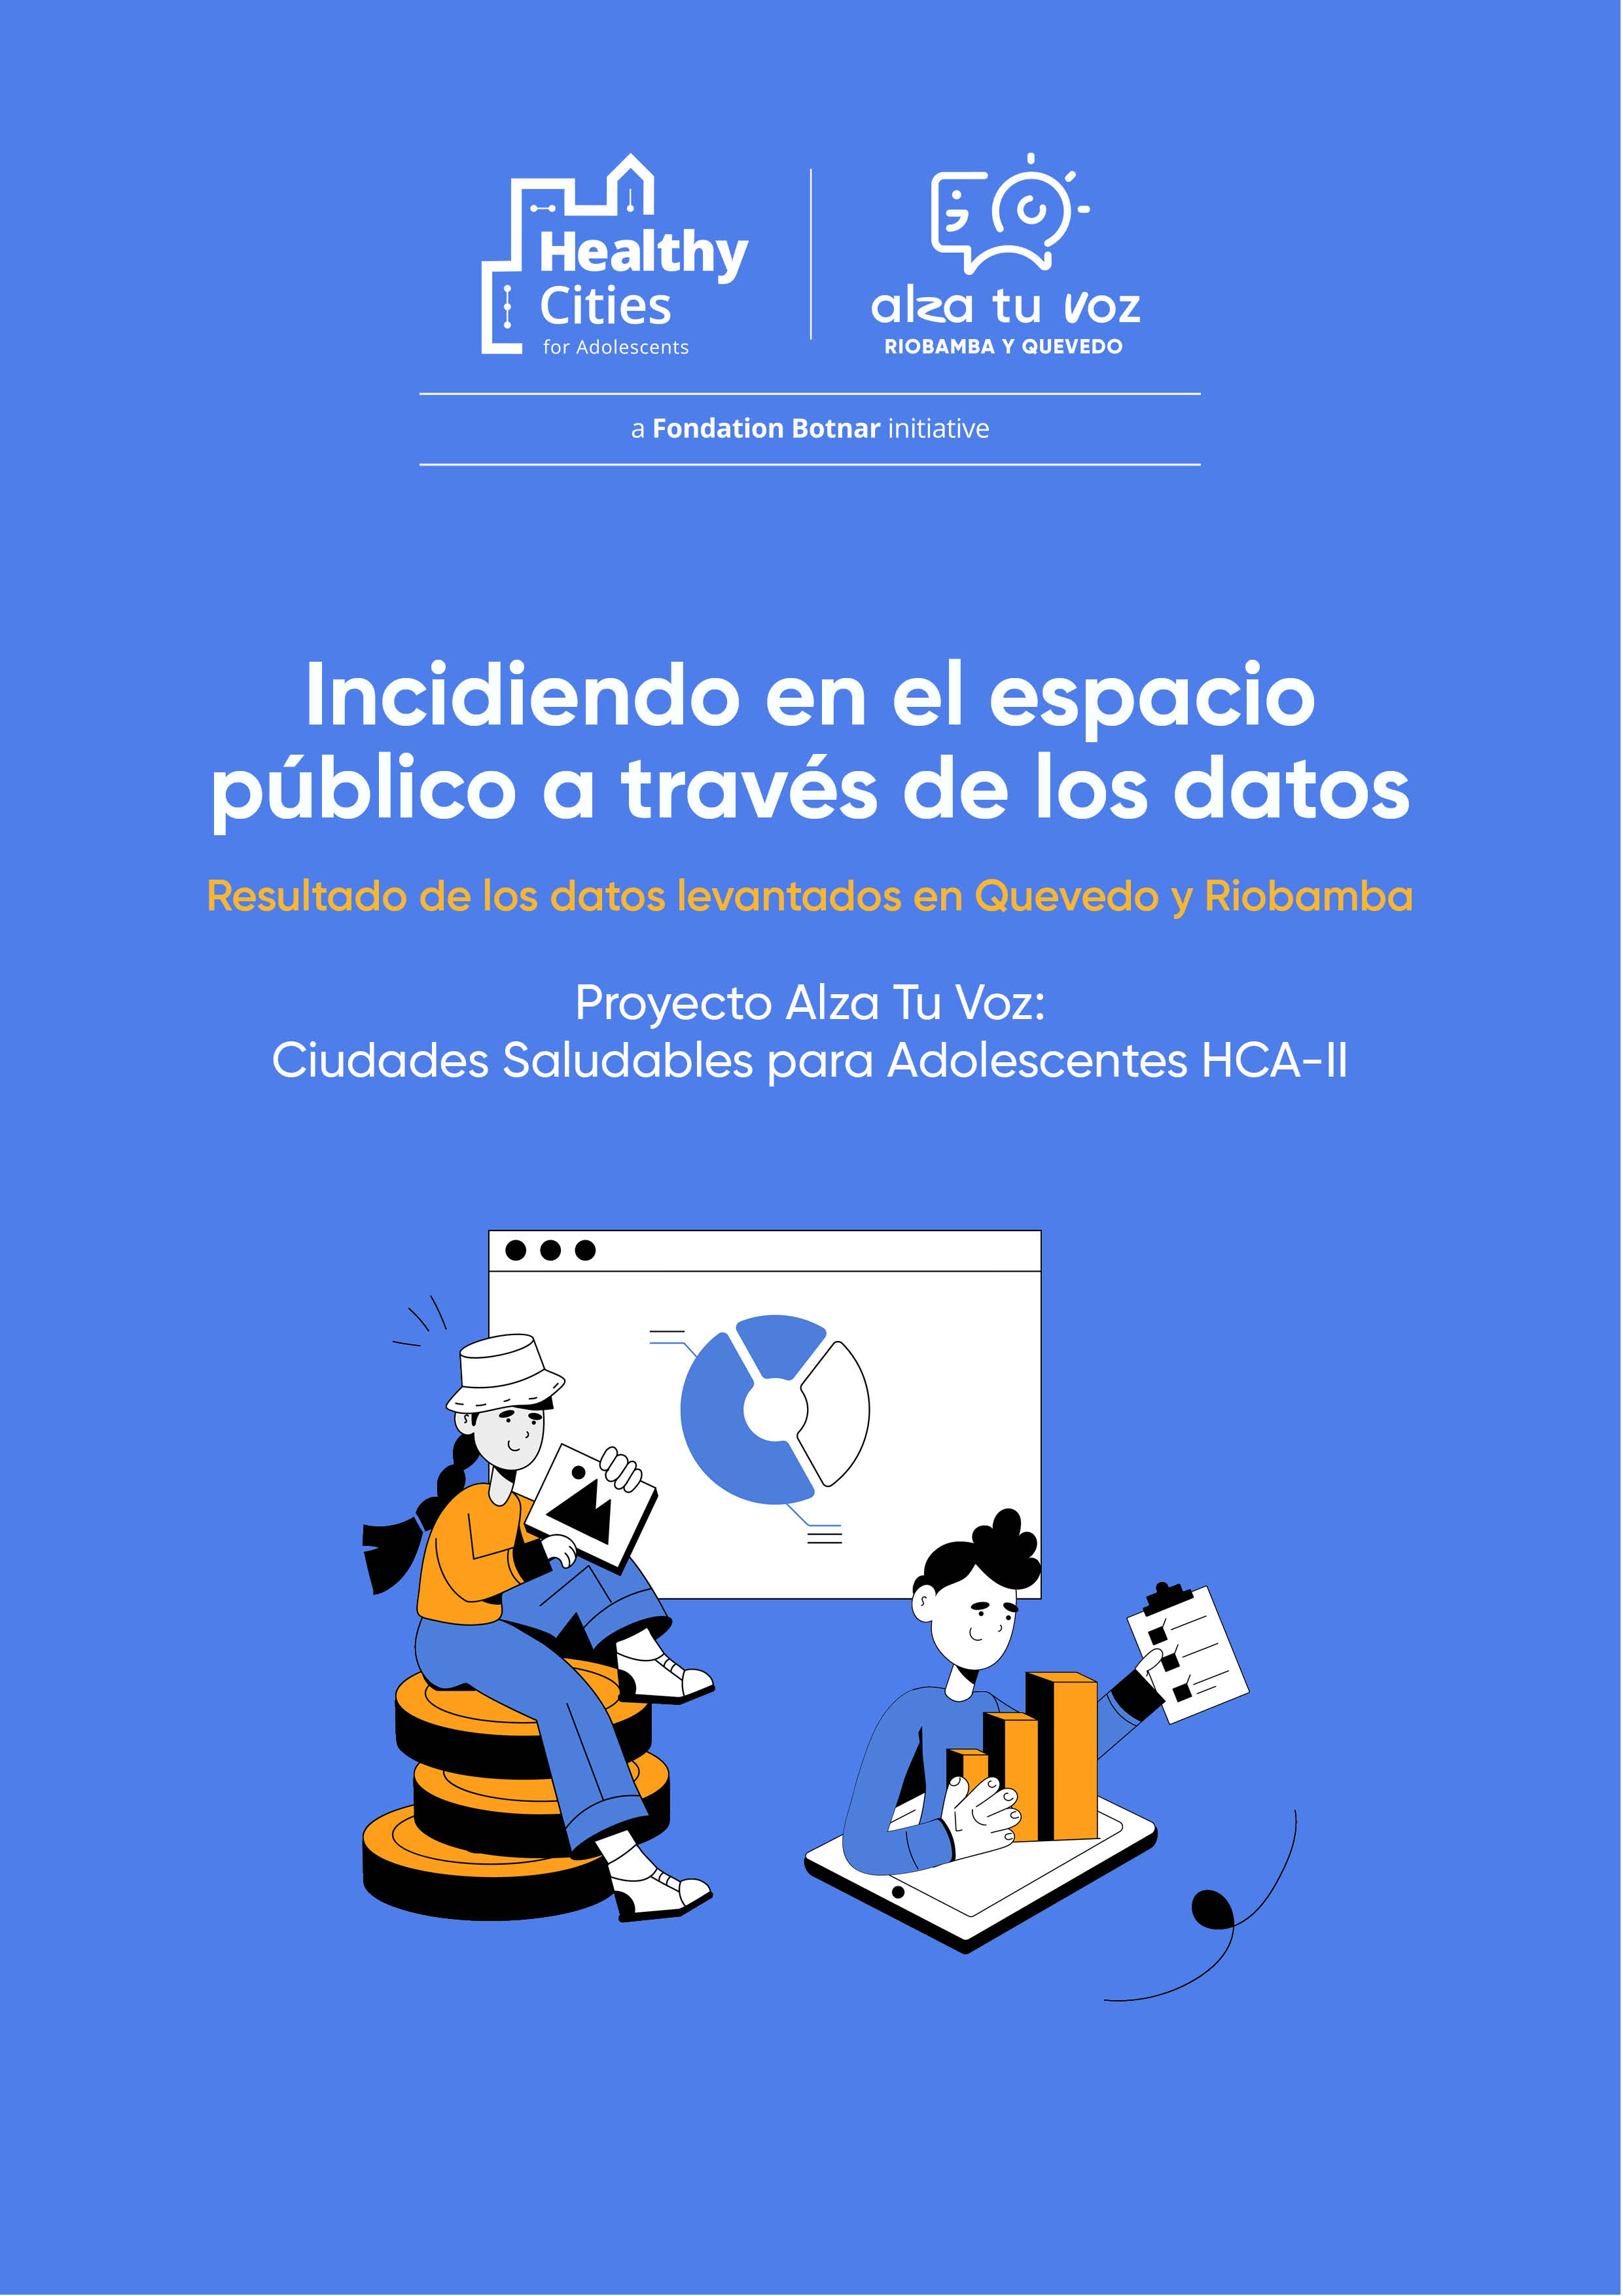 Healthy
Cities
for Adolescents
alza tu voz
RIOBAMBA Y QUEVEDO
a Fondation Botnar initiative
Incidiendo en el espacio
público a través de los datos
Resultado de los datos levantados en Quevedo y Riobamba
Proyecto Alza Tu Voz:
Ciudades Saludables para Adolescentes HCA-II